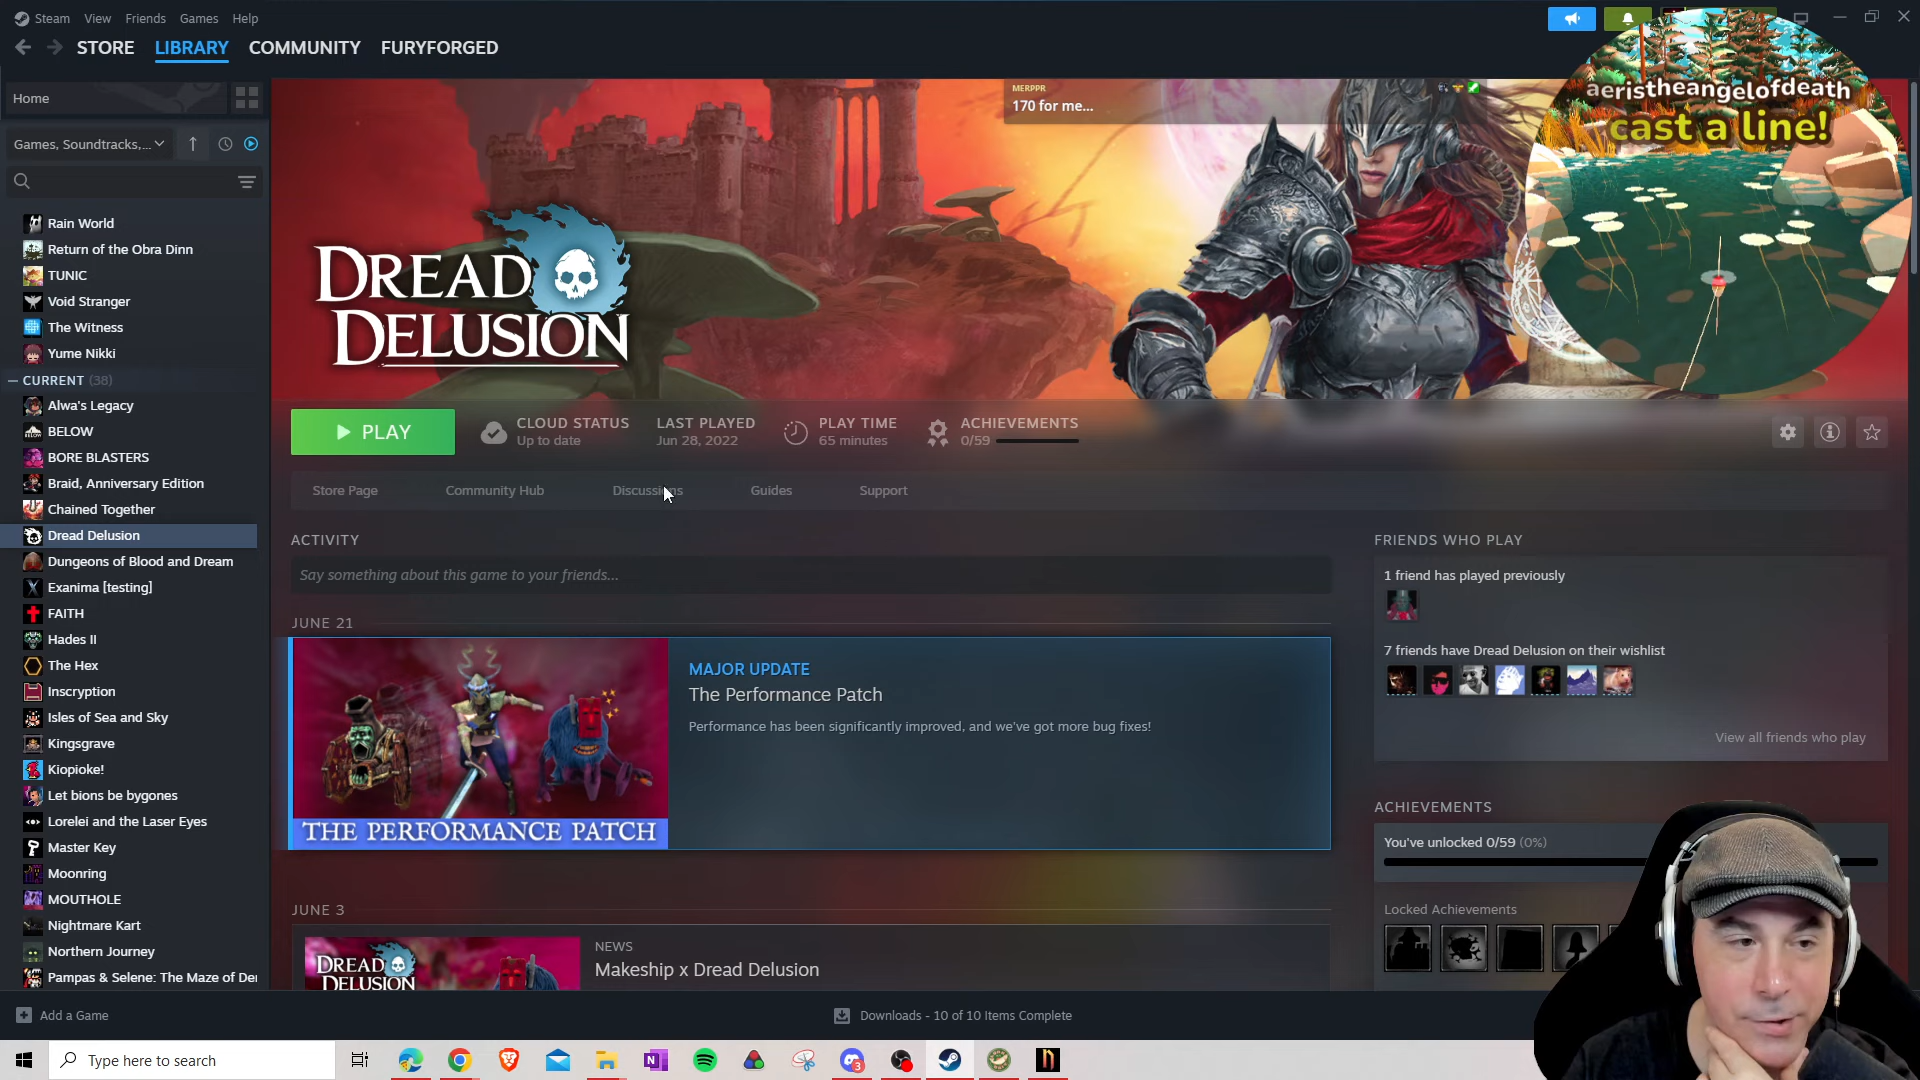 Steam View Friends Games Help
STORE LIBRARY COMMUNITY FURYFORGED
Home
Games, Soundtracks,...
Rain World
Return of the Obra Dinn
TUNIC
Void Stranger
The Witness
Yume Nikki
CURRENT (38)
Alwa's Legacy
BELOW
BORE BLASTERS
Braid, Anniversary Edition
Chained Together
Dread Delusion
Dungeons of Blood and Dream
Exanima [testing]
FAITH
Hades II
The Hex
Inscryption
Isles of Sea and Sky
Kingsgrave
Kiopioke!
Let bions be bygones
Lorelei and the Laser Eyes
Master Key
Moonring
MOUTHOLE
Nightmare Kart
Northern Journey
Pampas & Selene: The Maze of De
Add a Game
MERPPR
170 for me...
aeristheangelofdeath
cast a line!
DREAD
DELUSION
PLAY
CLOUD STATUS
Up to date
LAST PLAYED
Jun 28, 2022
PLAY TIME
65 minutes
ACHIEVEMENTS
0/59
Store Page Community Hub Discussions Guides Support
ACTIVITY
Say something about this game to your friends...
JUNE 21
THE PERFORMANCE PATCH
MAJOR UPDATE
The Performance Patch
Performance has been significantly improved, and we've got more bug fixes!
JUNE 3
DREAD
DELUSION
NEWS
Makeship x Dread Delusion
FRIENDS WHO PLAY
1 friend has played previously
7 friends have Dread Delusion on their wishlist
View all friends who play
ACHIEVEMENTS
You've unlocked 0/59 (0%)
Locked Achievements
Downloads - 10 of 10 Items Complete
Type here to search